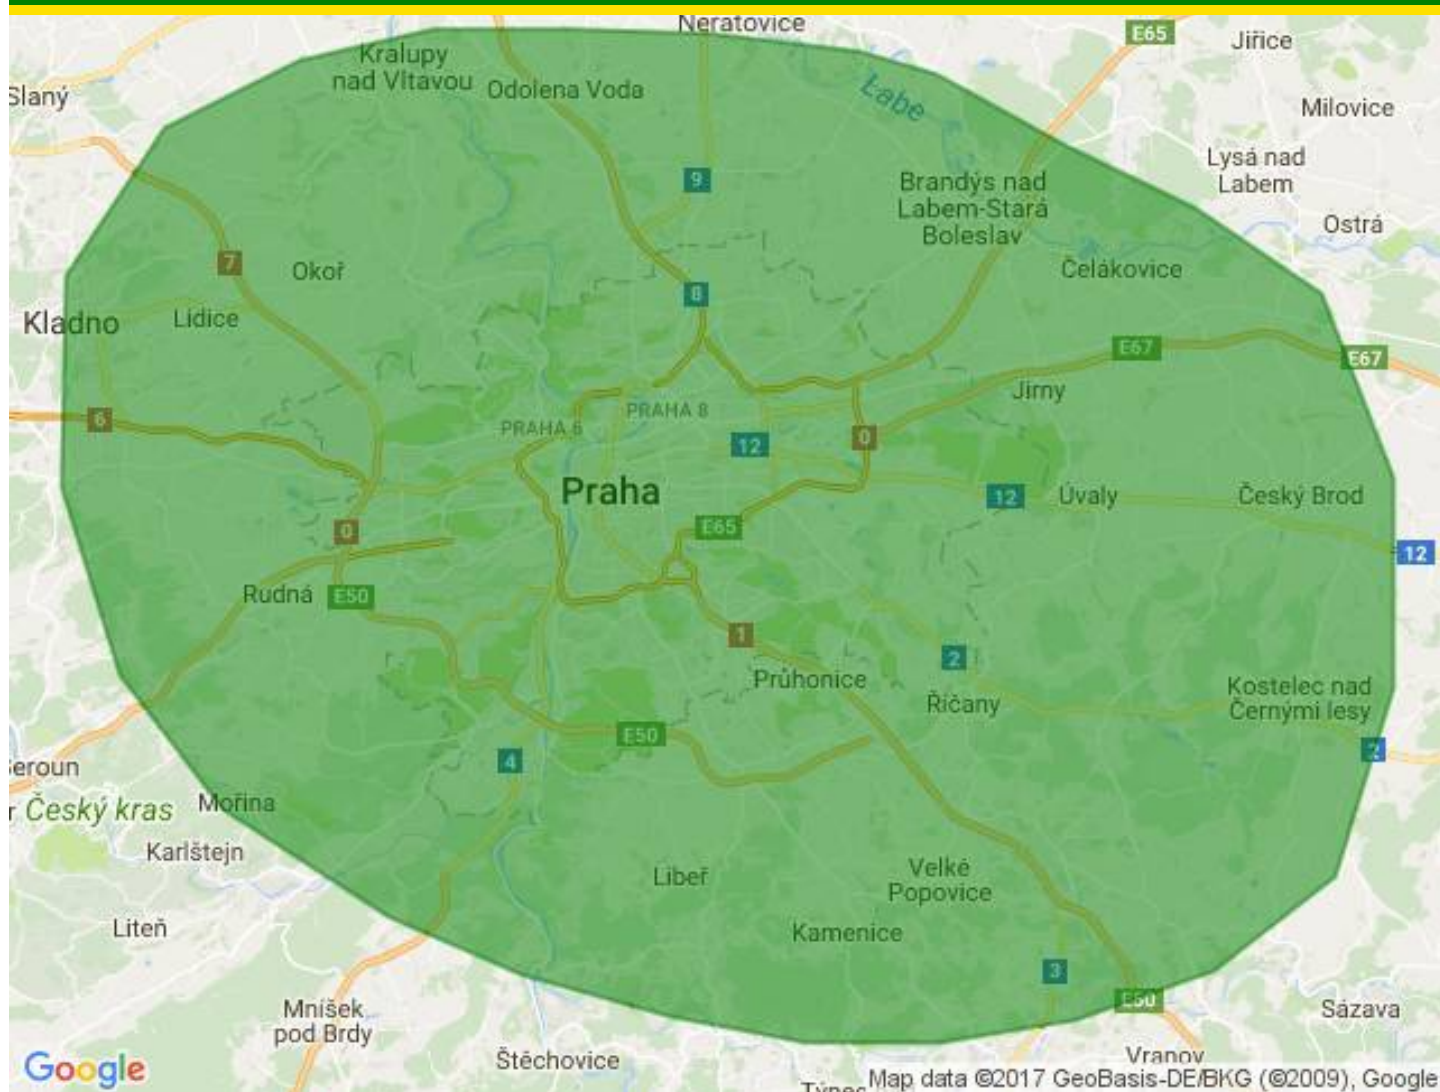 Neratovice
E65
Jiřice
Kralupy
nad Vltavou
Odolena Voda
Slaný
Labe
Milovice
Lysá nad
Labem
9
Brandýs nad
Labem-Stará
Boleslav
Ostrá
7
Okoř
Čelákovice
8
Kladno
Lidice
E67
E67
Jirny
6
PRAHA 8
PRAHA 6
12
0
Praha
12
Úvaly
Český Brod
0
E65
12
Rudná
E50
1
2
Průhonice
Říčany
Kostelec nad
Černými lesy
E50
2
4
eroun
Český kras
Mořina
Karlštejn
Libeř
Velké
Popovice
Liteň
Kamenice
3
E50
Mníšek
pod Brdy
Sázava
Štěchovice
Vranov
Google
Map data ©2017 GeoBasis-DE/BKG (©2009), Google